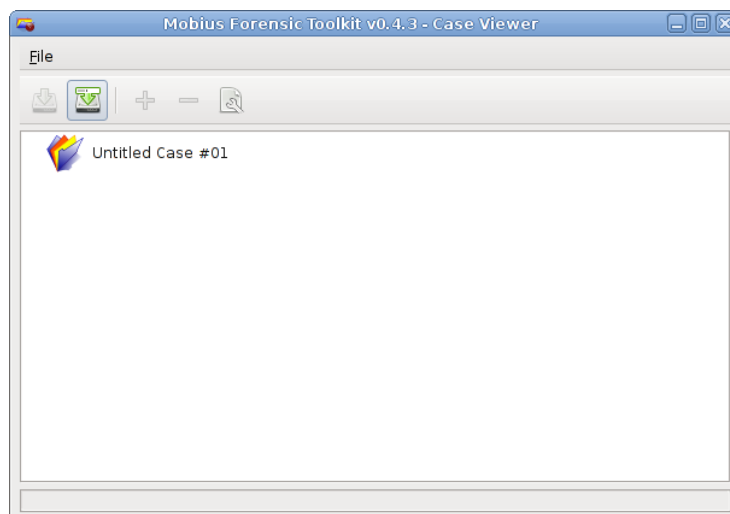 Mobius Forensic Toolkit v0.4.3 - Case Viewer
File
Untitled Case #01